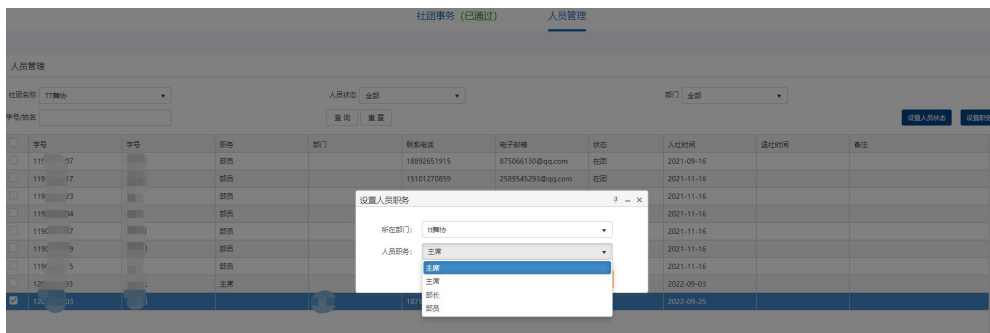 社团事务（已通过） 人员管理
人员管理
社团名称 TT舞协 人员状态 全部 部门 全部
学号/姓名 查询 重置 设置人员状态 设置职务
学号 学号 职务 部门 联系电话 电子邮箱 状态 入社时间 退社时间 备注
部员 18892651915 875066130@qq.com 在团 2021-09-16
部员 15101270859 2589545293@qq.com 在团 2021-11-16
部员 2021-11-16
部员 2021-11-16
部员 2021-11-16
部员 2021-11-16
部员 2021-11-16
主席 2022-09-03
2022-09-25
设置人员职务
所在部门： tt舞协
人员职务： 主席
主席
主席
部长
部员